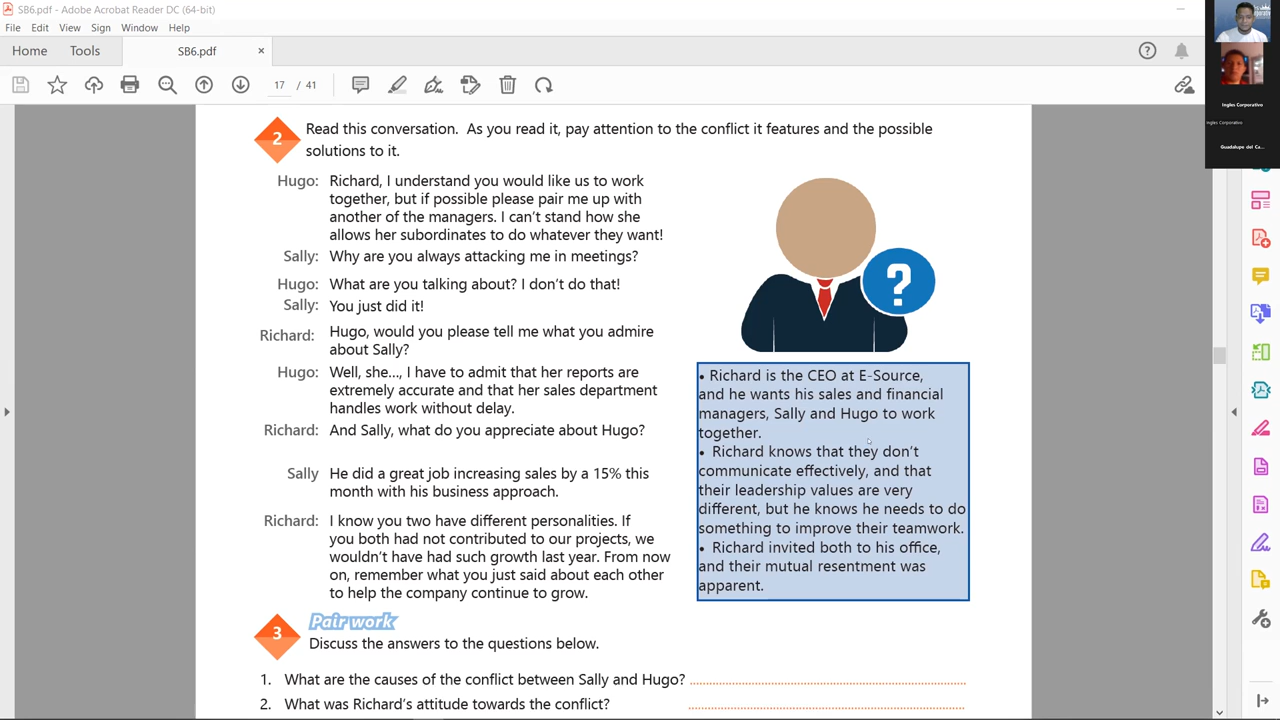 SB6.pdf - Adobe Acrobat Reader DC (64-bit)
File Edit View Sign Window Help
Home Tools SB6.pdf ×
17 / 41
2 Read this conversation. As you do it, pay attention to the conflict it features and the possible
solutions to it.
Hugo: Richard, I understand you would like us to work
together, but if possible please pair me up with
another of the managers. I can't stand how she
allows her subordinates to do whatever they want!
Sally: Why are you always attacking me in meetings?
Hugo: What are you talking about? I don't do that!
Sally: You just did it!
Richard: Hugo, would you please tell me what you admire
about Sally?
Hugo: Well, she…, I have to admit that her reports are
extremely accurate and that her sales department
handles work without delay.
Richard: And Sally, what do you appreciate about Hugo?
Sally He did a great job increasing sales by a 15% this
month with his business approach.
Richard: I know you two have different personalities. If
you both had not contributed to our projects, we
wouldn't have had such growth last year. From now
on, remember what you just said about each other
to help the company continue to grow.
?
• Richard is the CEO at E-Source,
and he wants his sales and financial
managers, Sally and Hugo to work
together.
• Richard knows that they don't
communicate effectively, and that
their leadership values are very
different, but he knows he needs to do
something to improve their teamwork.
• Richard invited both to his office,
and their mutual resentment was
apparent.
3 Pair work
Discuss the answers to the questions below.
1. What are the causes of the conflict between Sally and Hugo?
2. What was Richard's attitude towards the conflict?
Ingles Corporativo
Ingles Corporativo
Guadalupe del Ca...